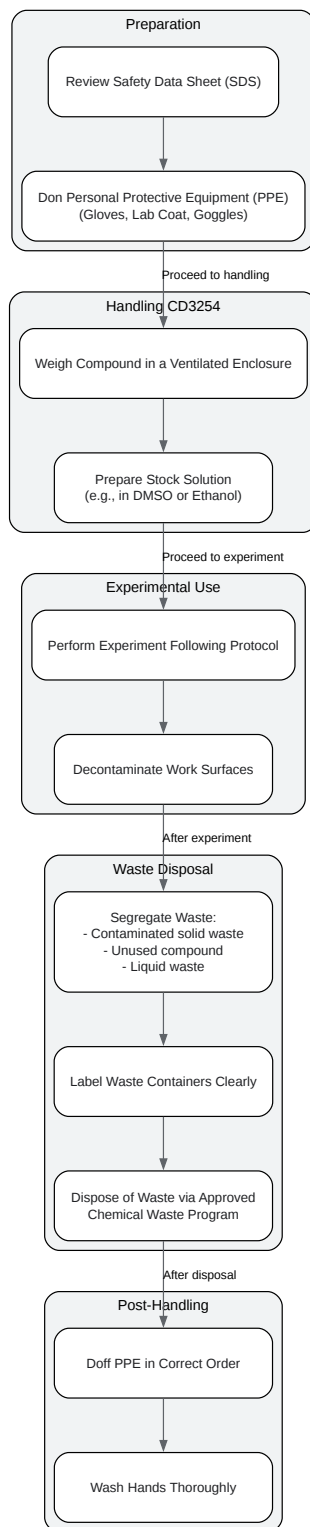 Preparation
Review Safety Data Sheet (SDS)
Don Personal Protective Equipment (PPE)
(Gloves, Lab Coat, Goggles)
Proceed to handling
Handling CD3254
Weigh Compound in a Ventilated Enclosure
Prepare Stock Solution
(e.g., in DMSO or Ethanol)
Proceed to experiment
Experimental Use
Perform Experiment Following Protocol
Decontaminate Work Surfaces
After experiment
Waste Disposal
Segregate Waste:
- Contaminated solid waste
- Unused compound
- Liquid waste
Label Waste Containers Clearly
Dispose of Waste via Approved
Chemical Waste Program
After disposal
Post-Handling
Doff PPE in Correct Order
Wash Hands Thoroughly